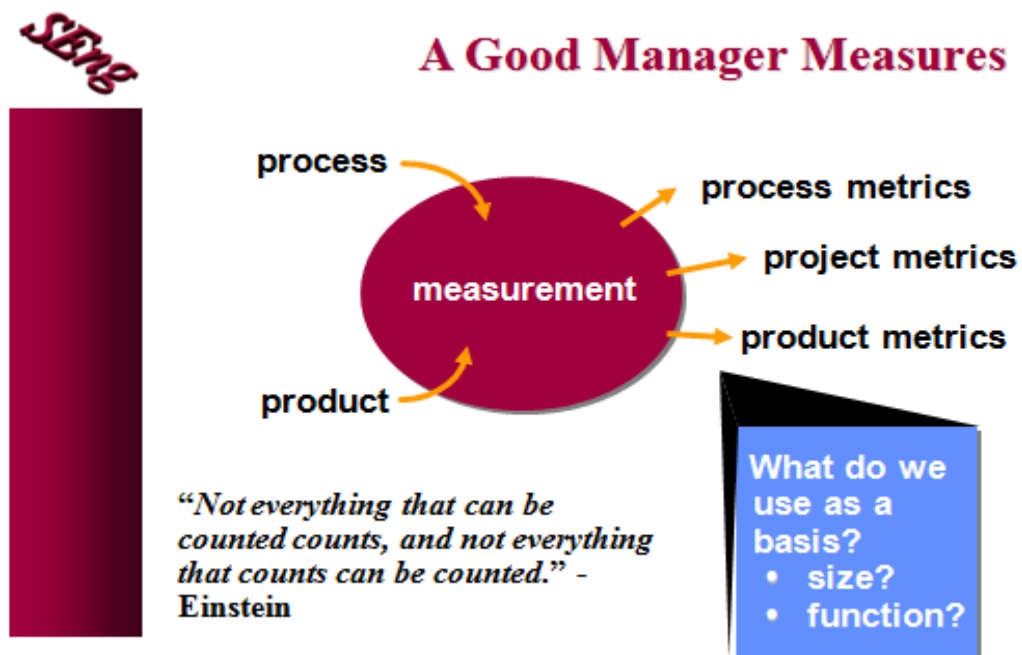 SEng
A Good Manager Measures
process
process metrics
project metrics
measurement
product metrics
product
What do we
use as a
basis?
• size?
• function?
“Not everything that can be
counted counts, and not everything
that counts can be counted.” -
Einstein